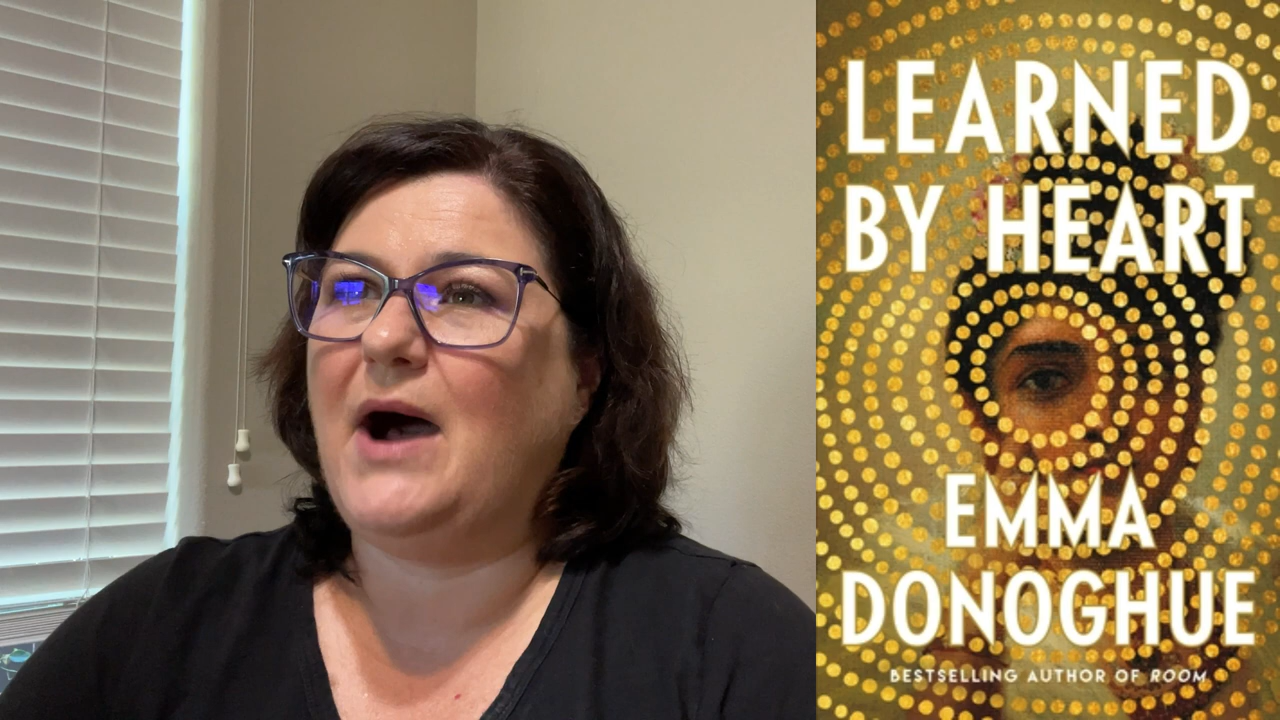 LEARNED
BY HEART
EMMA
DONOGHUE
BESTSELLING AUTHOR OF ROOM